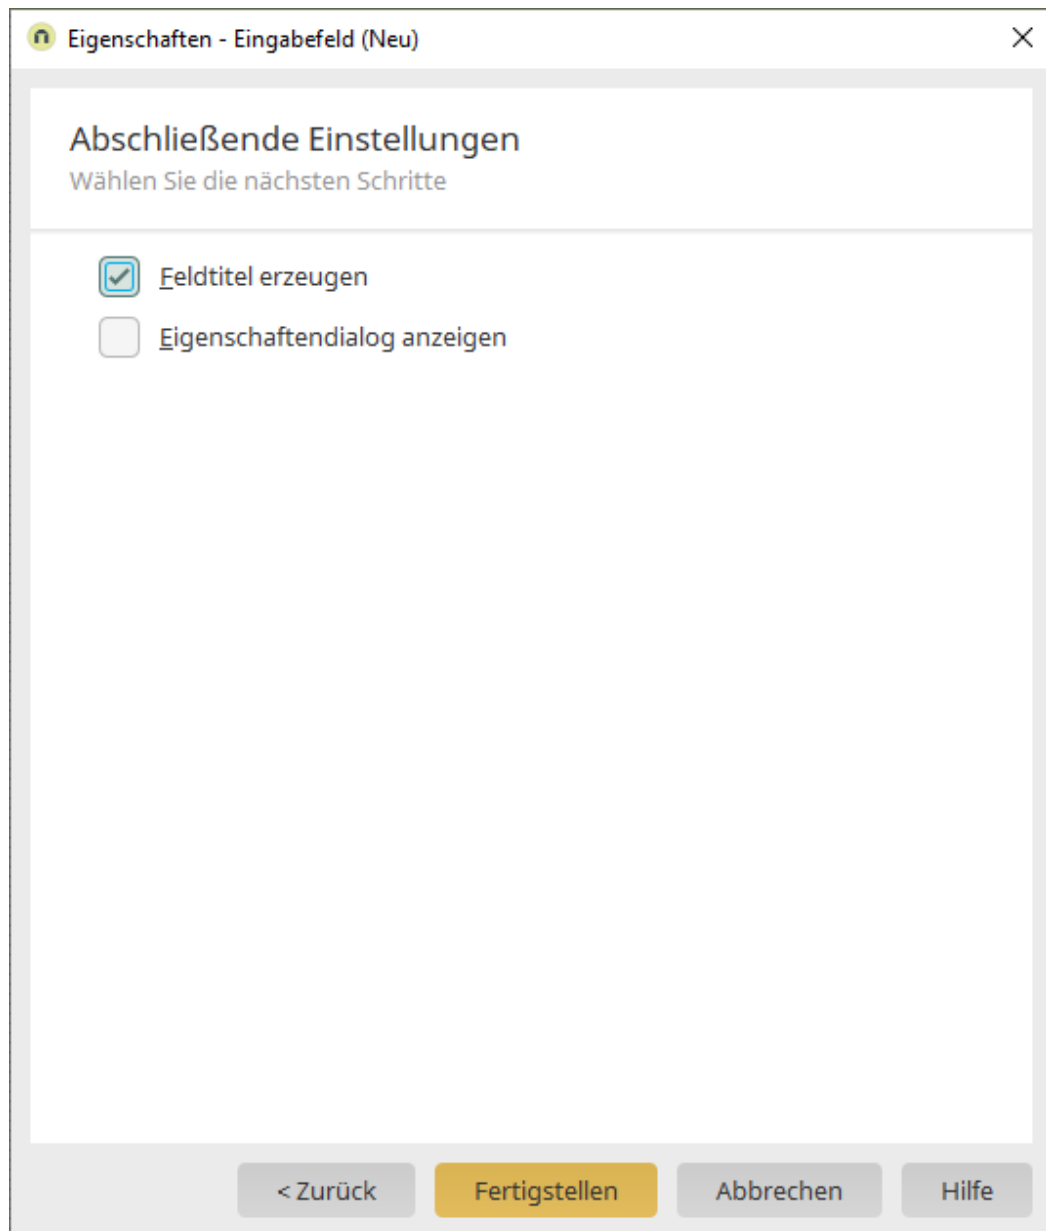 Eigenschaften - Eingabefeld (Neu)
Abschließende Einstellungen
Wählen Sie die nächsten Schritte
Feldtitel erzeugen
Eigenschaftendialog anzeigen
< Zurück Fertigstellen Abbrechen Hilfe